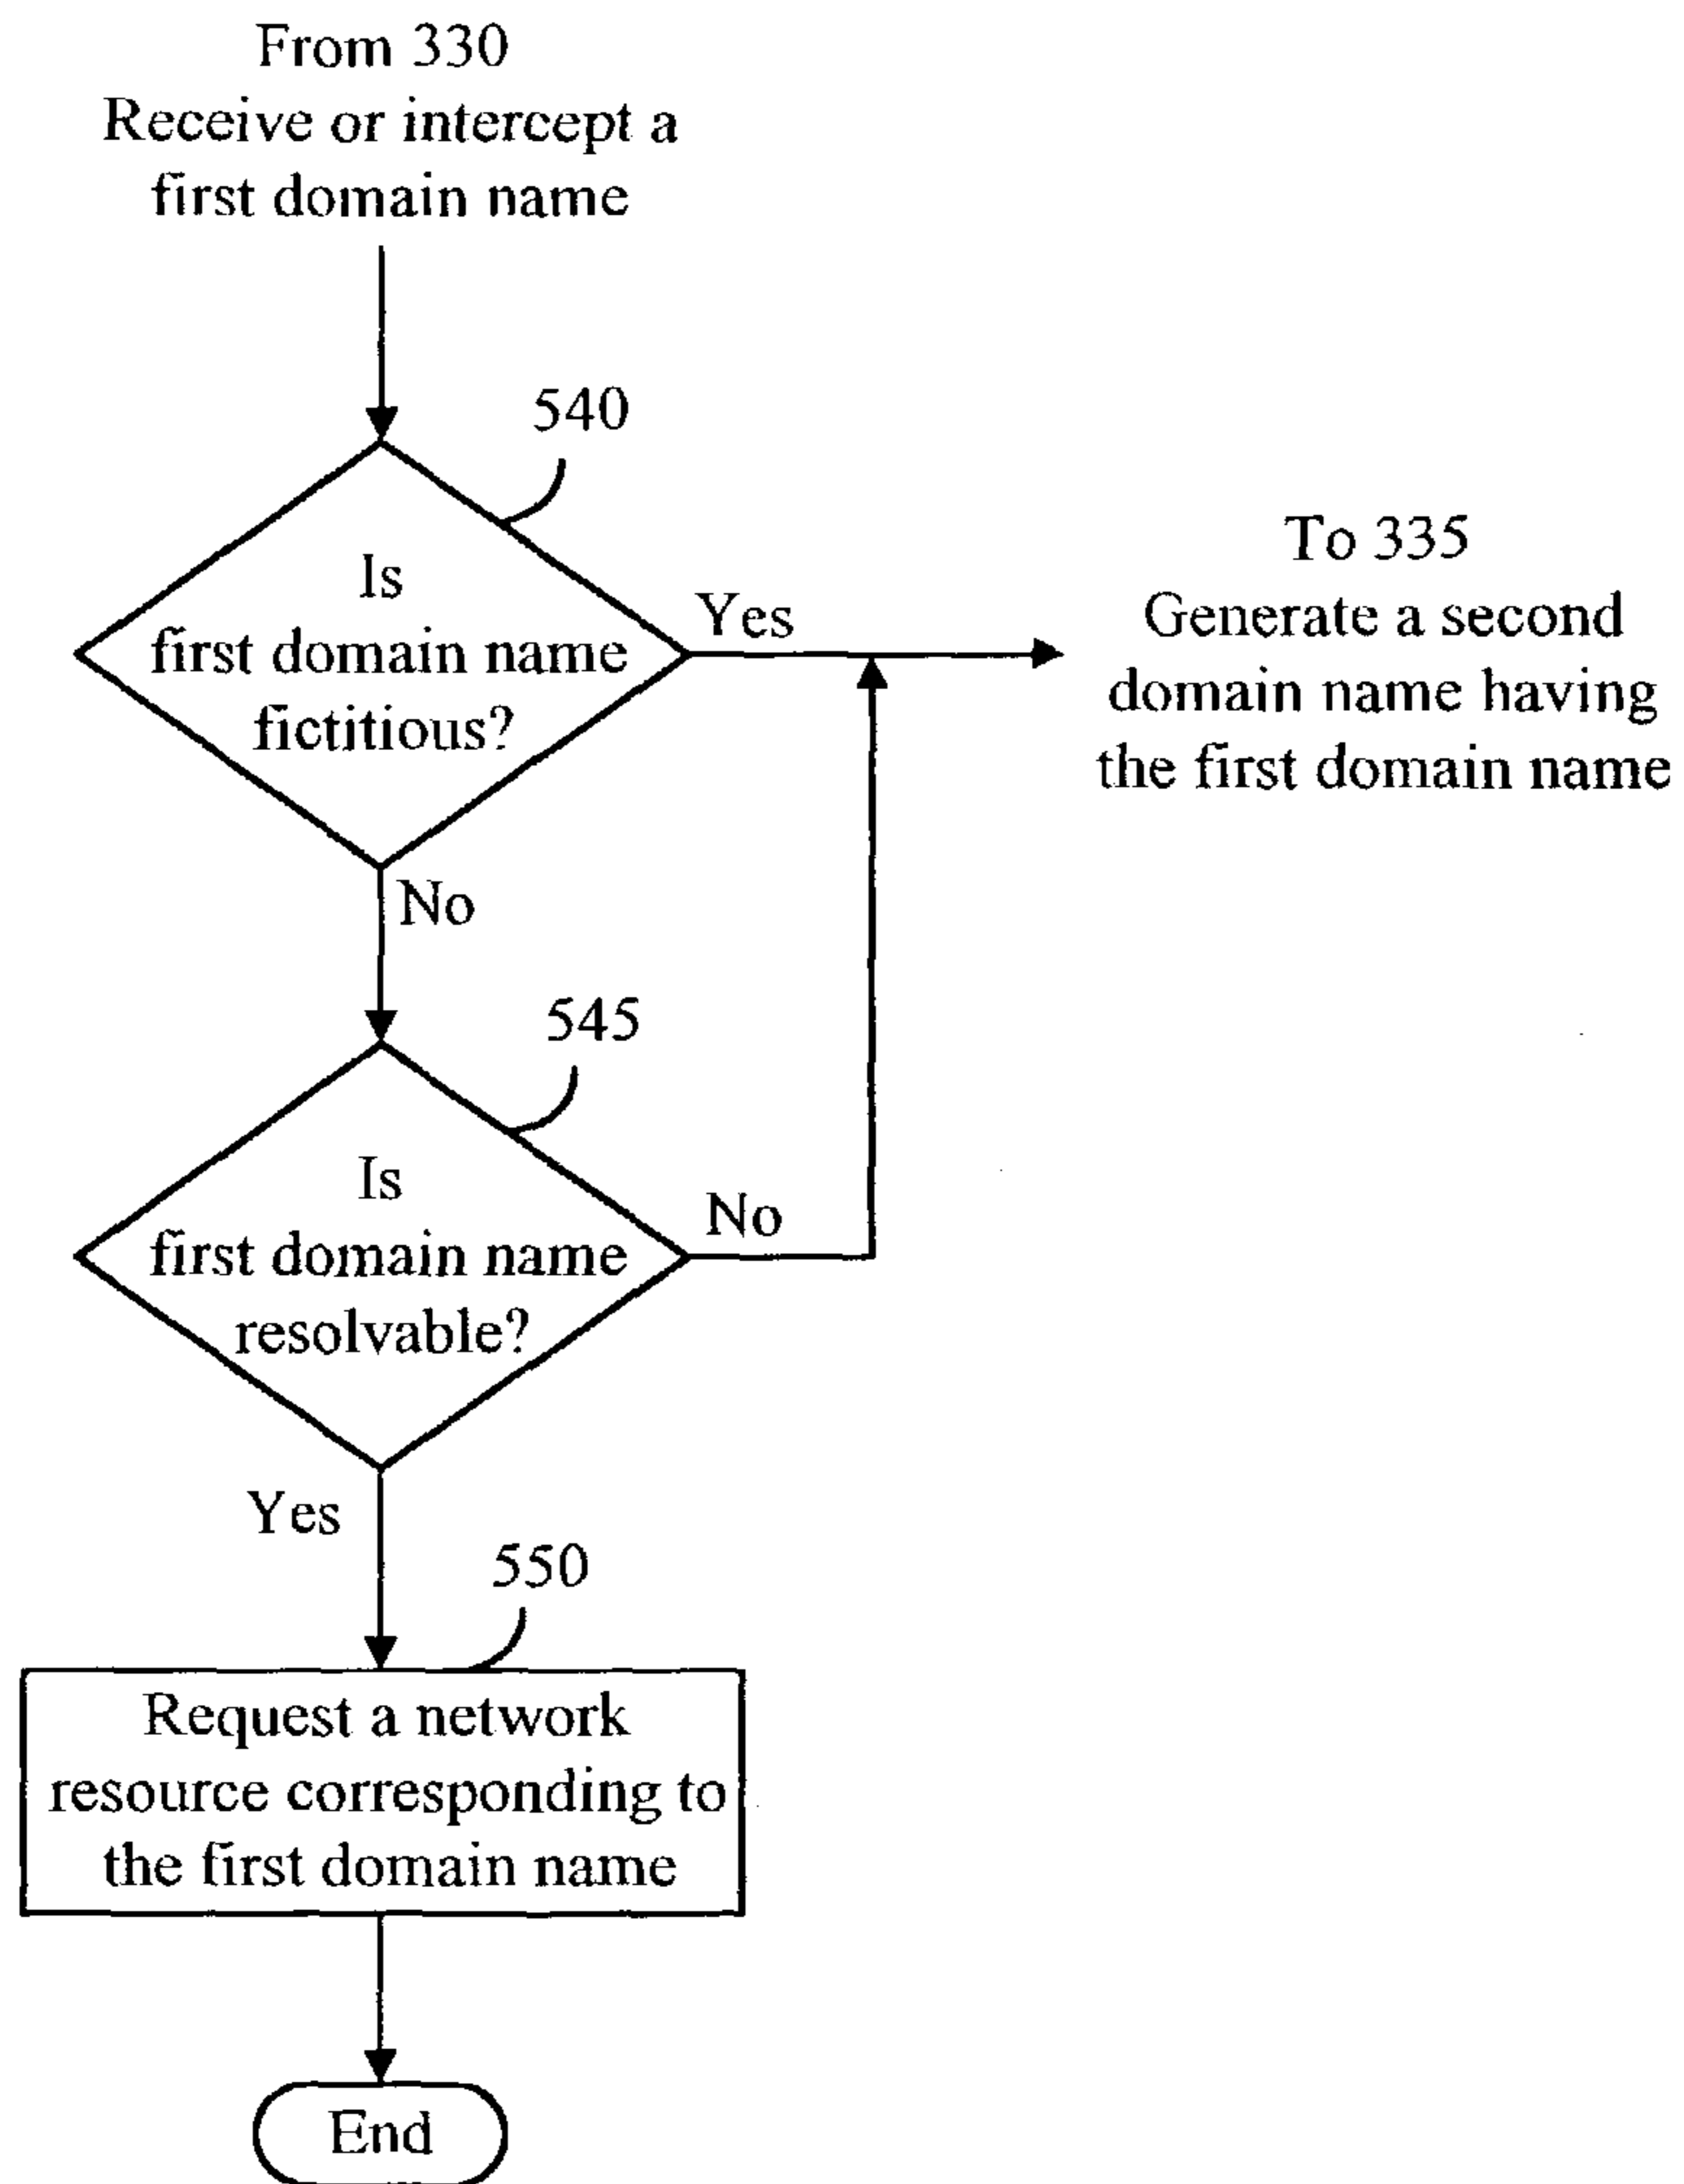 From 330
Receive or intercept a
first domain name
540
Is
first domain name
fictitious?
Yes
To 335
Generate a second
domain name having
the first domain name
No
545
Is
first domain name
resolvable?
No
Yes
550
Request a network
resource corresponding to
the first domain name
End